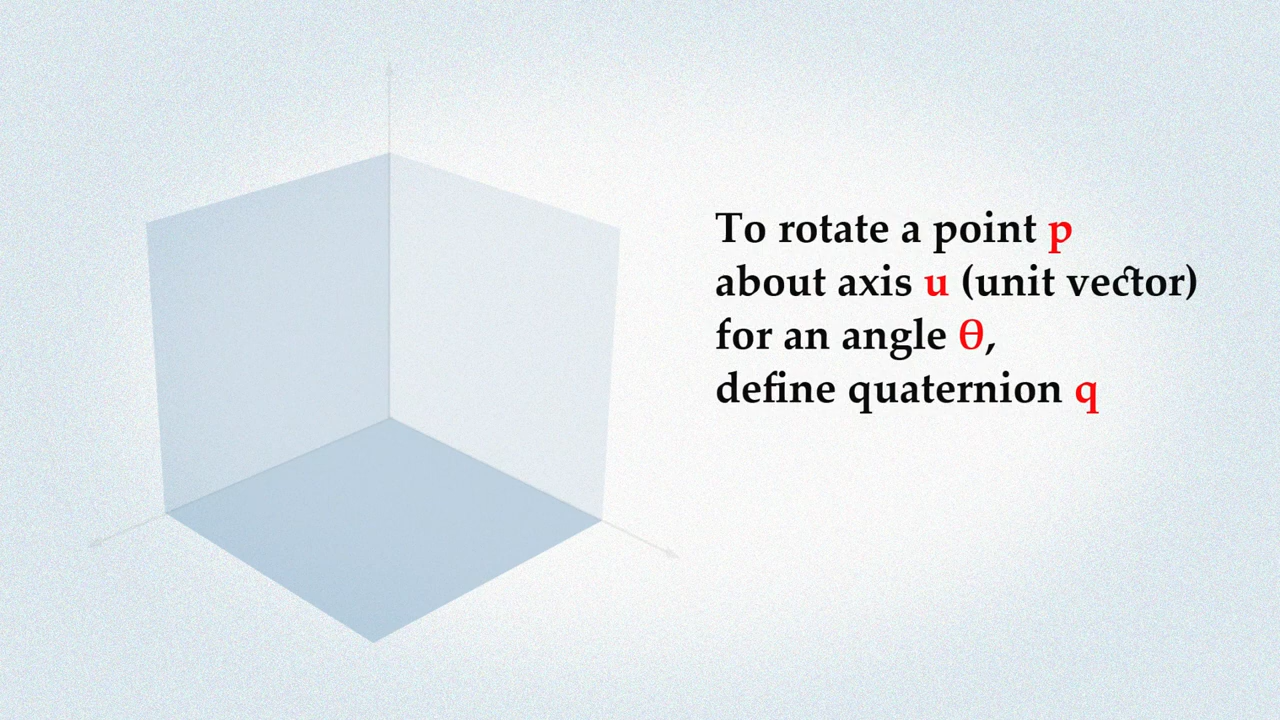 To rotate a point p
about axis u (unit vector)
for an angle θ,
define quaternion q